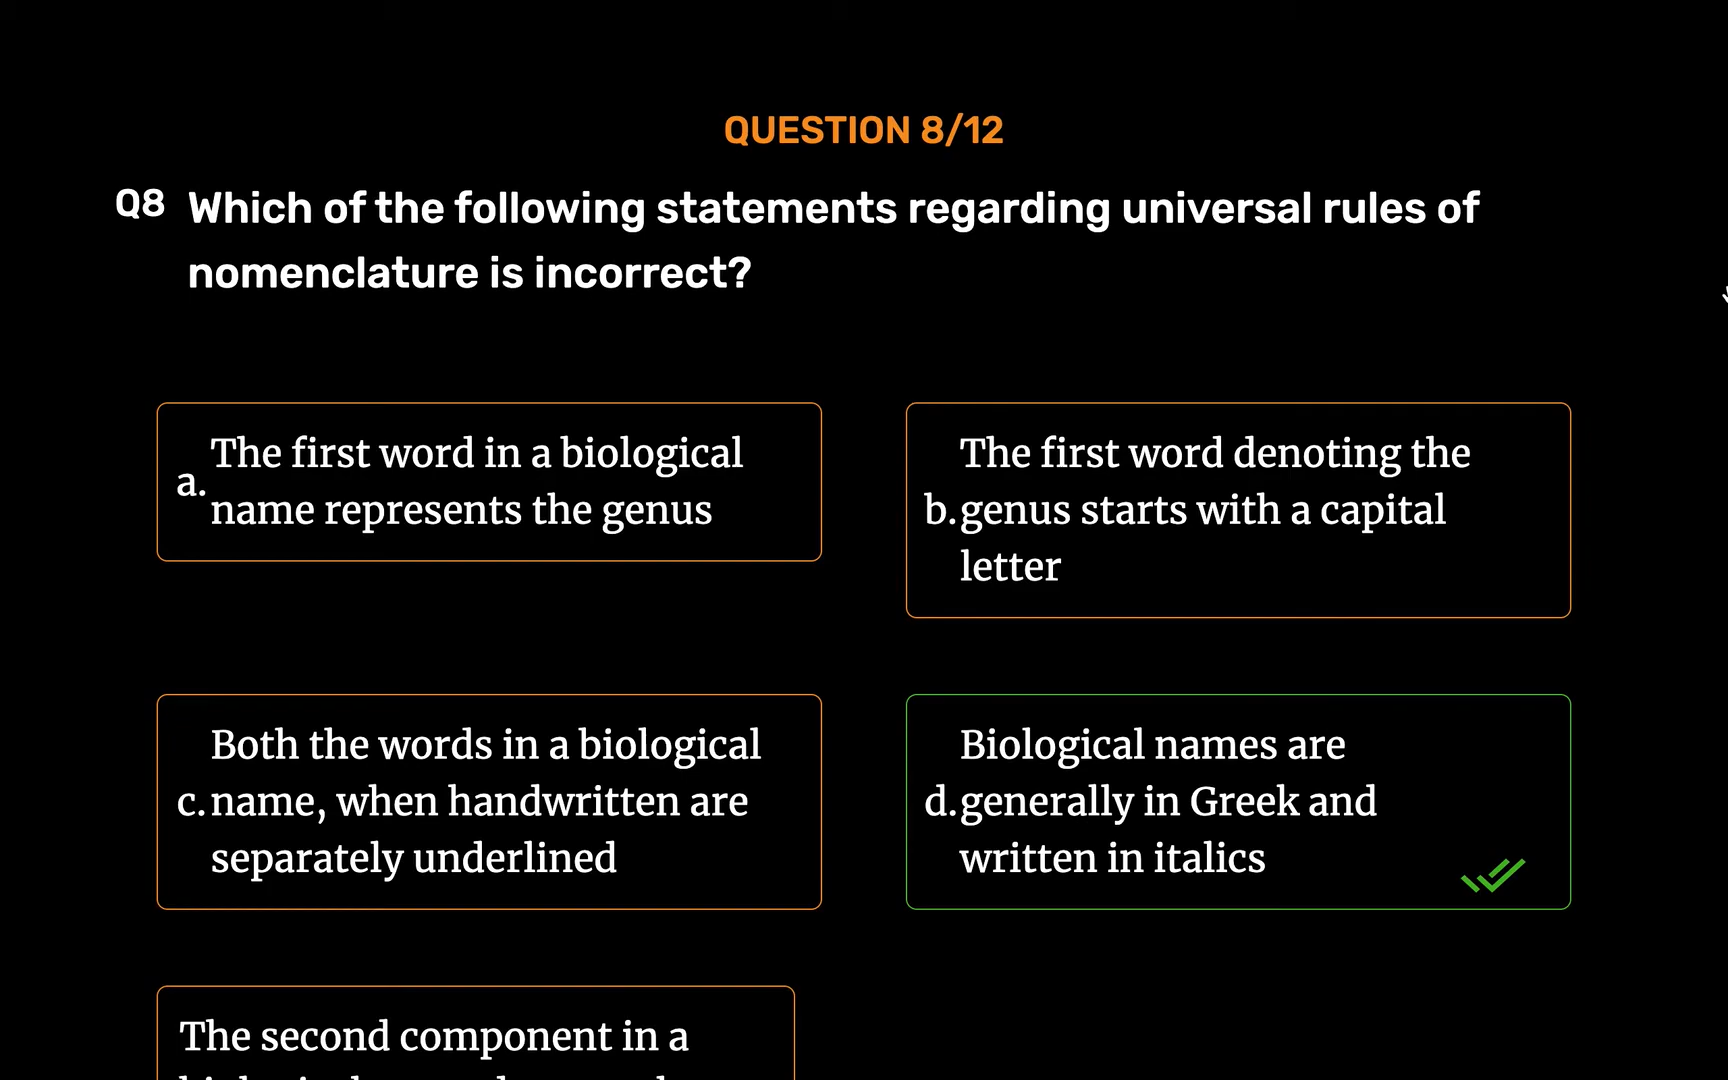 QUESTION 8/12
Q8 Which of the following statements regarding universal rules of
nomenclature is incorrect?
a. The first word in a biological
name represents the genus
b. The first word denoting the
genus starts with a capital
letter
c. Both the words in a biological
name, when handwritten are
separately underlined
d. Biological names are
generally in Greek and
written in italics
The second component in a